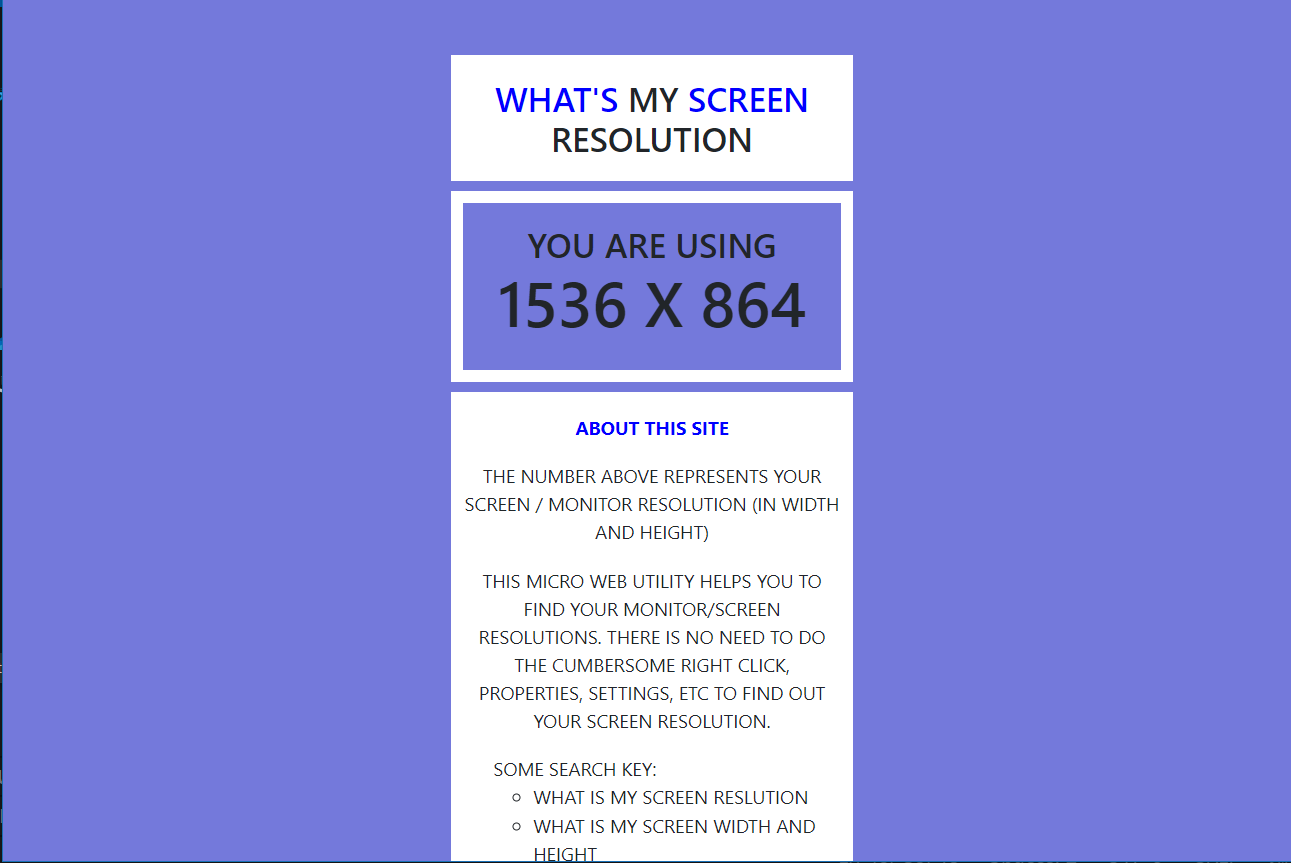 WHAT'S MY SCREEN
RESOLUTION
YOU ARE USING
1536 X 864
ABOUT THIS SITE
THE NUMBER ABOVE REPRESENTS YOUR
SCREEN / MONITOR RESOLUTION (IN WIDTH
AND HEIGHT)
THIS MICRO WEB UTILITY HELPS YOU TO
FIND YOUR MONITOR/SCREEN
RESOLUTIONS. THERE IS NO NEED TO DO
THE CUMBERSOME RIGHT CLICK,
PROPERTIES, SETTINGS, ETC TO FIND OUT
YOUR SCREEN RESOLUTION.
SOME SEARCH KEY:
WHAT IS MY SCREEN RESLUTION
WHAT IS MY SCREEN WIDTH AND
HEIGHT